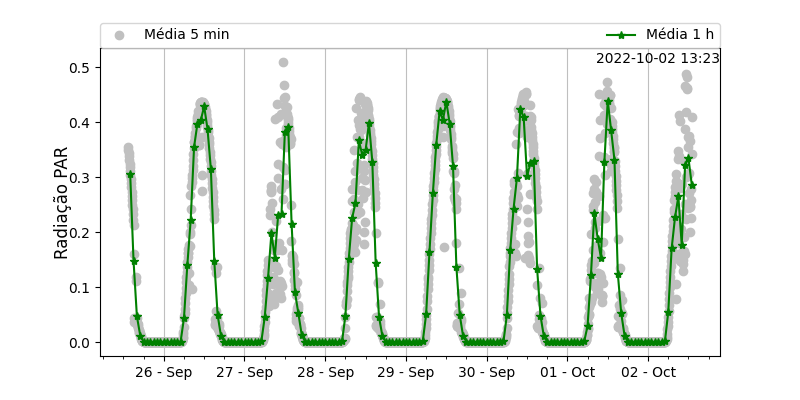 Média 5 min
Média 1 h
2022-10-02 13:23
Radiação PAR
0.5
0.4
0.3
0.2
0.1
0.0
26 - Sep
27 - Sep
28 - Sep
29 - Sep
30 - Sep
01 - Oct
02 - Oct